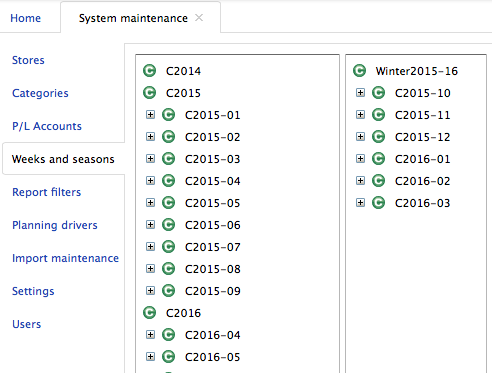 Home
System maintenance
Stores
Categories
P/L Accounts
Weeks and seasons
Report filters
Planning drivers
Import maintenance
Settings
Users
C2014
C2015
C2015-01
C2015-02
C2015-03
C2015-04
C2015-05
C2015-06
C2015-07
C2015-08
C2015-09
C2016
C2016-04
C2016-05
Winter2015-16
C2015-10
C2015-11
C2015-12
C2016-01
C2016-02
C2016-03